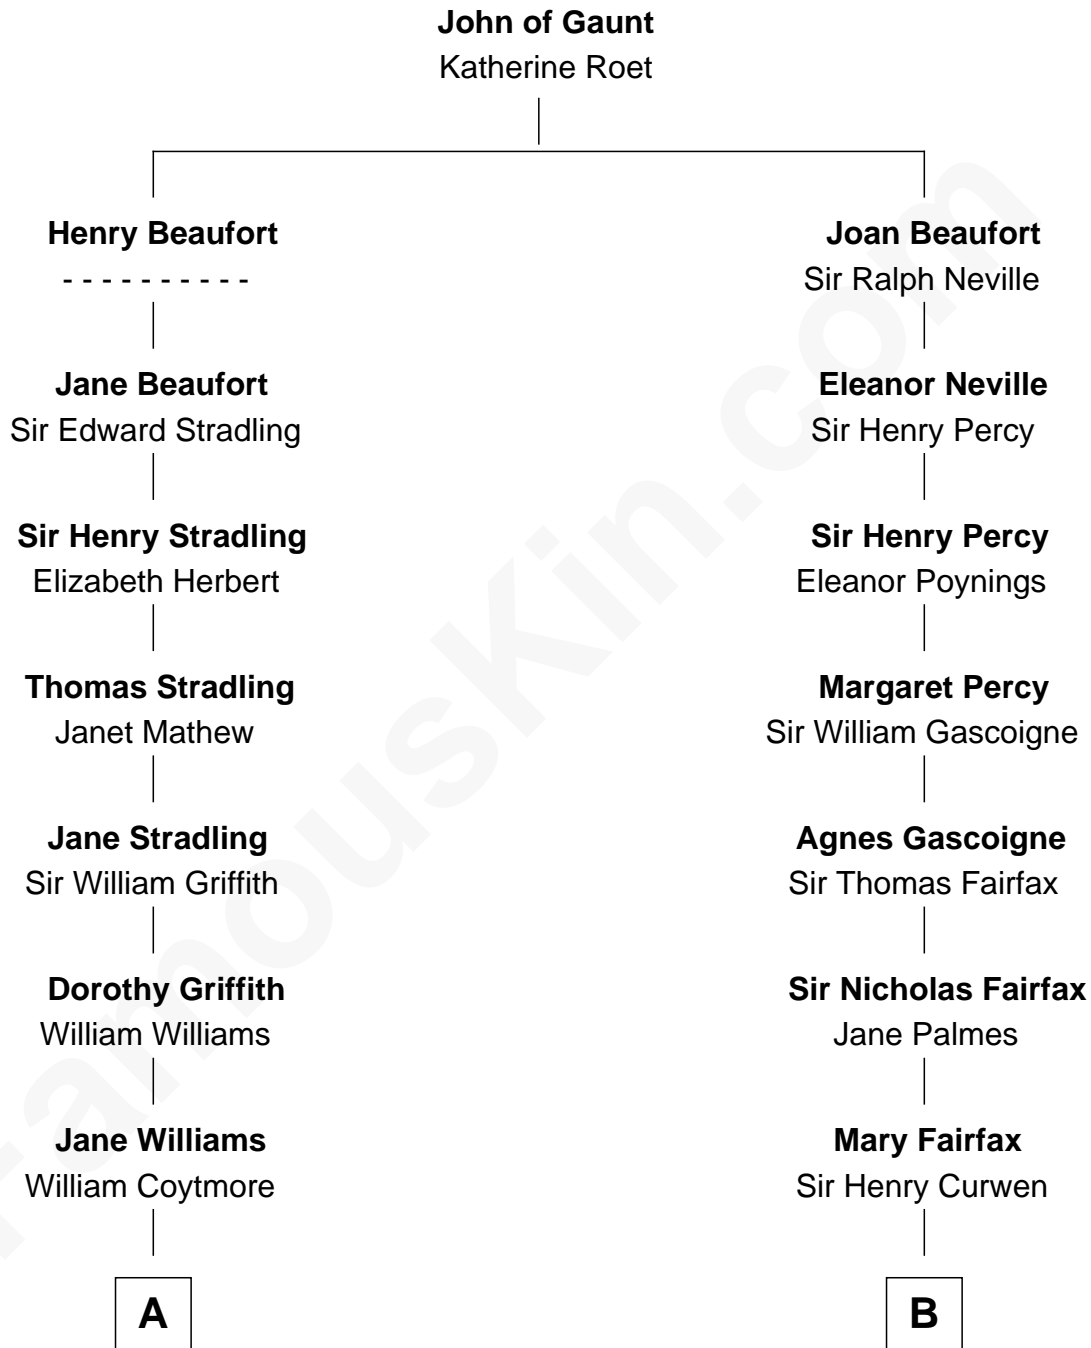 John of Gaunt
Katherine Roet
Henry Beaufort
- - - - - - - - - -
Jane Beaufort
Sir Edward Stradling
Sir Henry Stradling
Elizabeth Herbert
Thomas Stradling
Janet Mathew
Jane Stradling
Sir William Griffith
Dorothy Griffith
William Williams
Jane Williams
William Coytmore
A
Joan Beaufort
Sir Ralph Neville
Eleanor Neville
Sir Henry Percy
Sir Henry Percy
Eleanor Poynings
Margaret Percy
Sir William Gascoigne
Agnes Gascoigne
Sir Thomas Fairfax
Sir Nicholas Fairfax
Jane Palmes
Mary Fairfax
Sir Henry Curwen
B
FamousKin.com